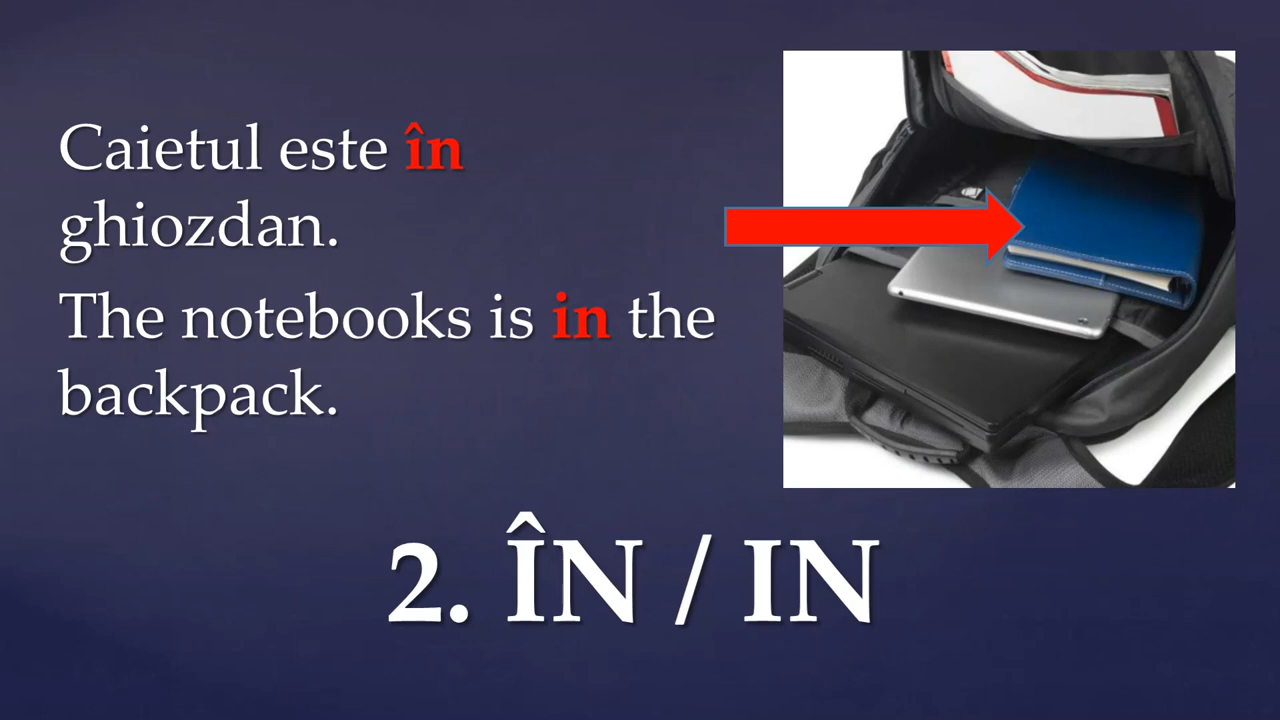 Caietul este în
ghiozdan.
The notebooks is in the
backpack.
2. ÎN / IN